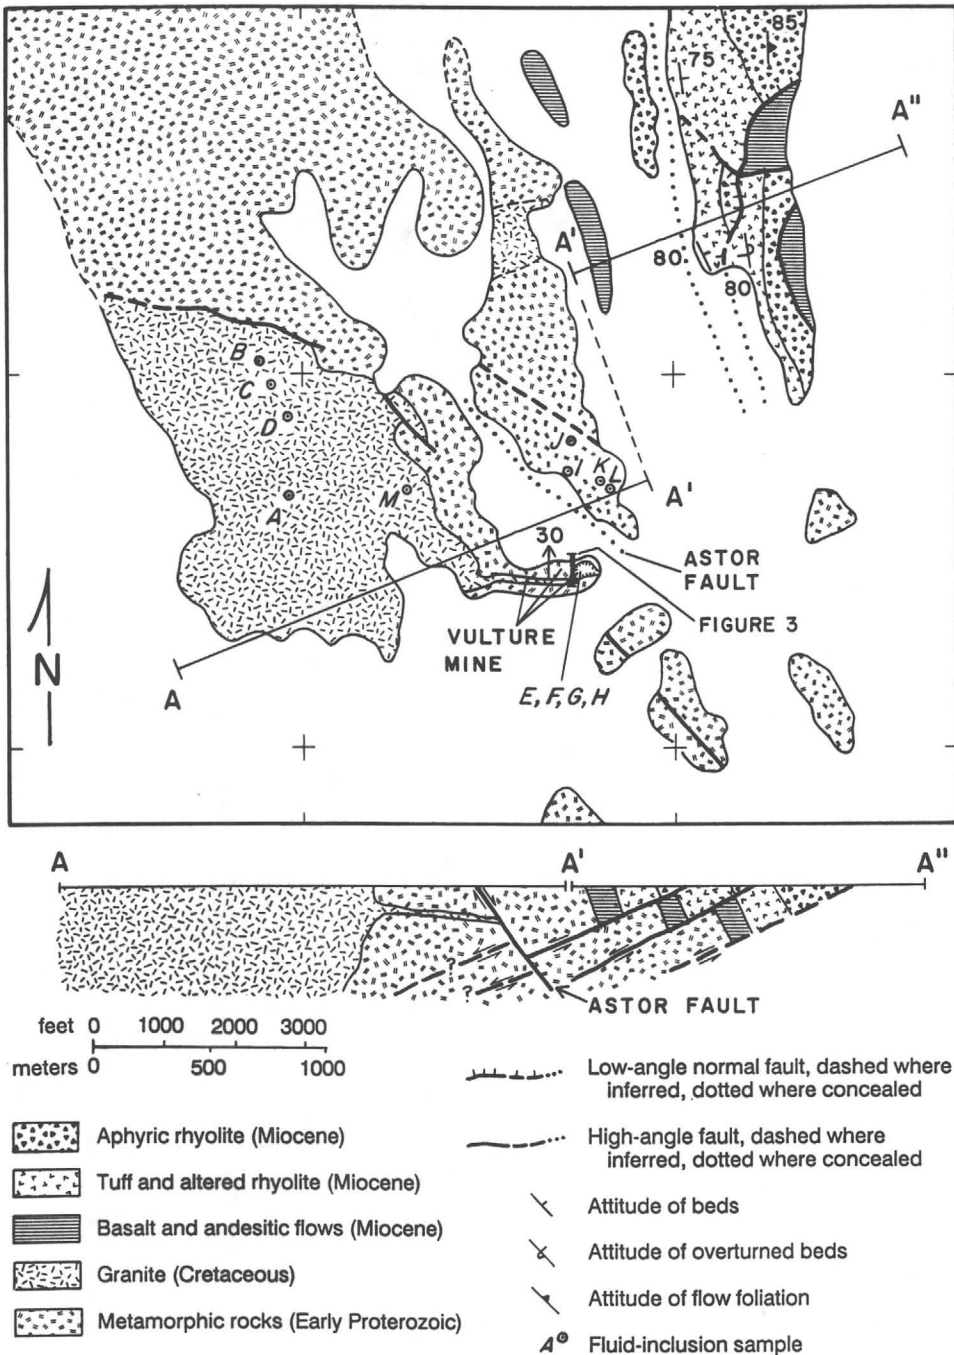 85
75
A"
A'
80
80
B
C
D
J
I
K
L
A
M
A'
30
ASTOR
FAULT
FIGURE 3
VULTURE
MINE
N
A
E, F, G, H
A
A'
A"
?
?
ASTOR FAULT
feet 0 1000 2000 3000
meters 0 500 1000
Low-angle normal fault, dashed where
inferred, dotted where concealed
Aphyric rhyolite (Miocene)
High-angle fault, dashed where
inferred, dotted where concealed
Tuff and altered rhyolite (Miocene)
Attitude of beds
Basalt and andesitic flows (Miocene)
Attitude of overturned beds
Granite (Cretaceous)
Attitude of flow foliation
Metamorphic rocks (Early Proterozoic)
A Fluid-inclusion sample